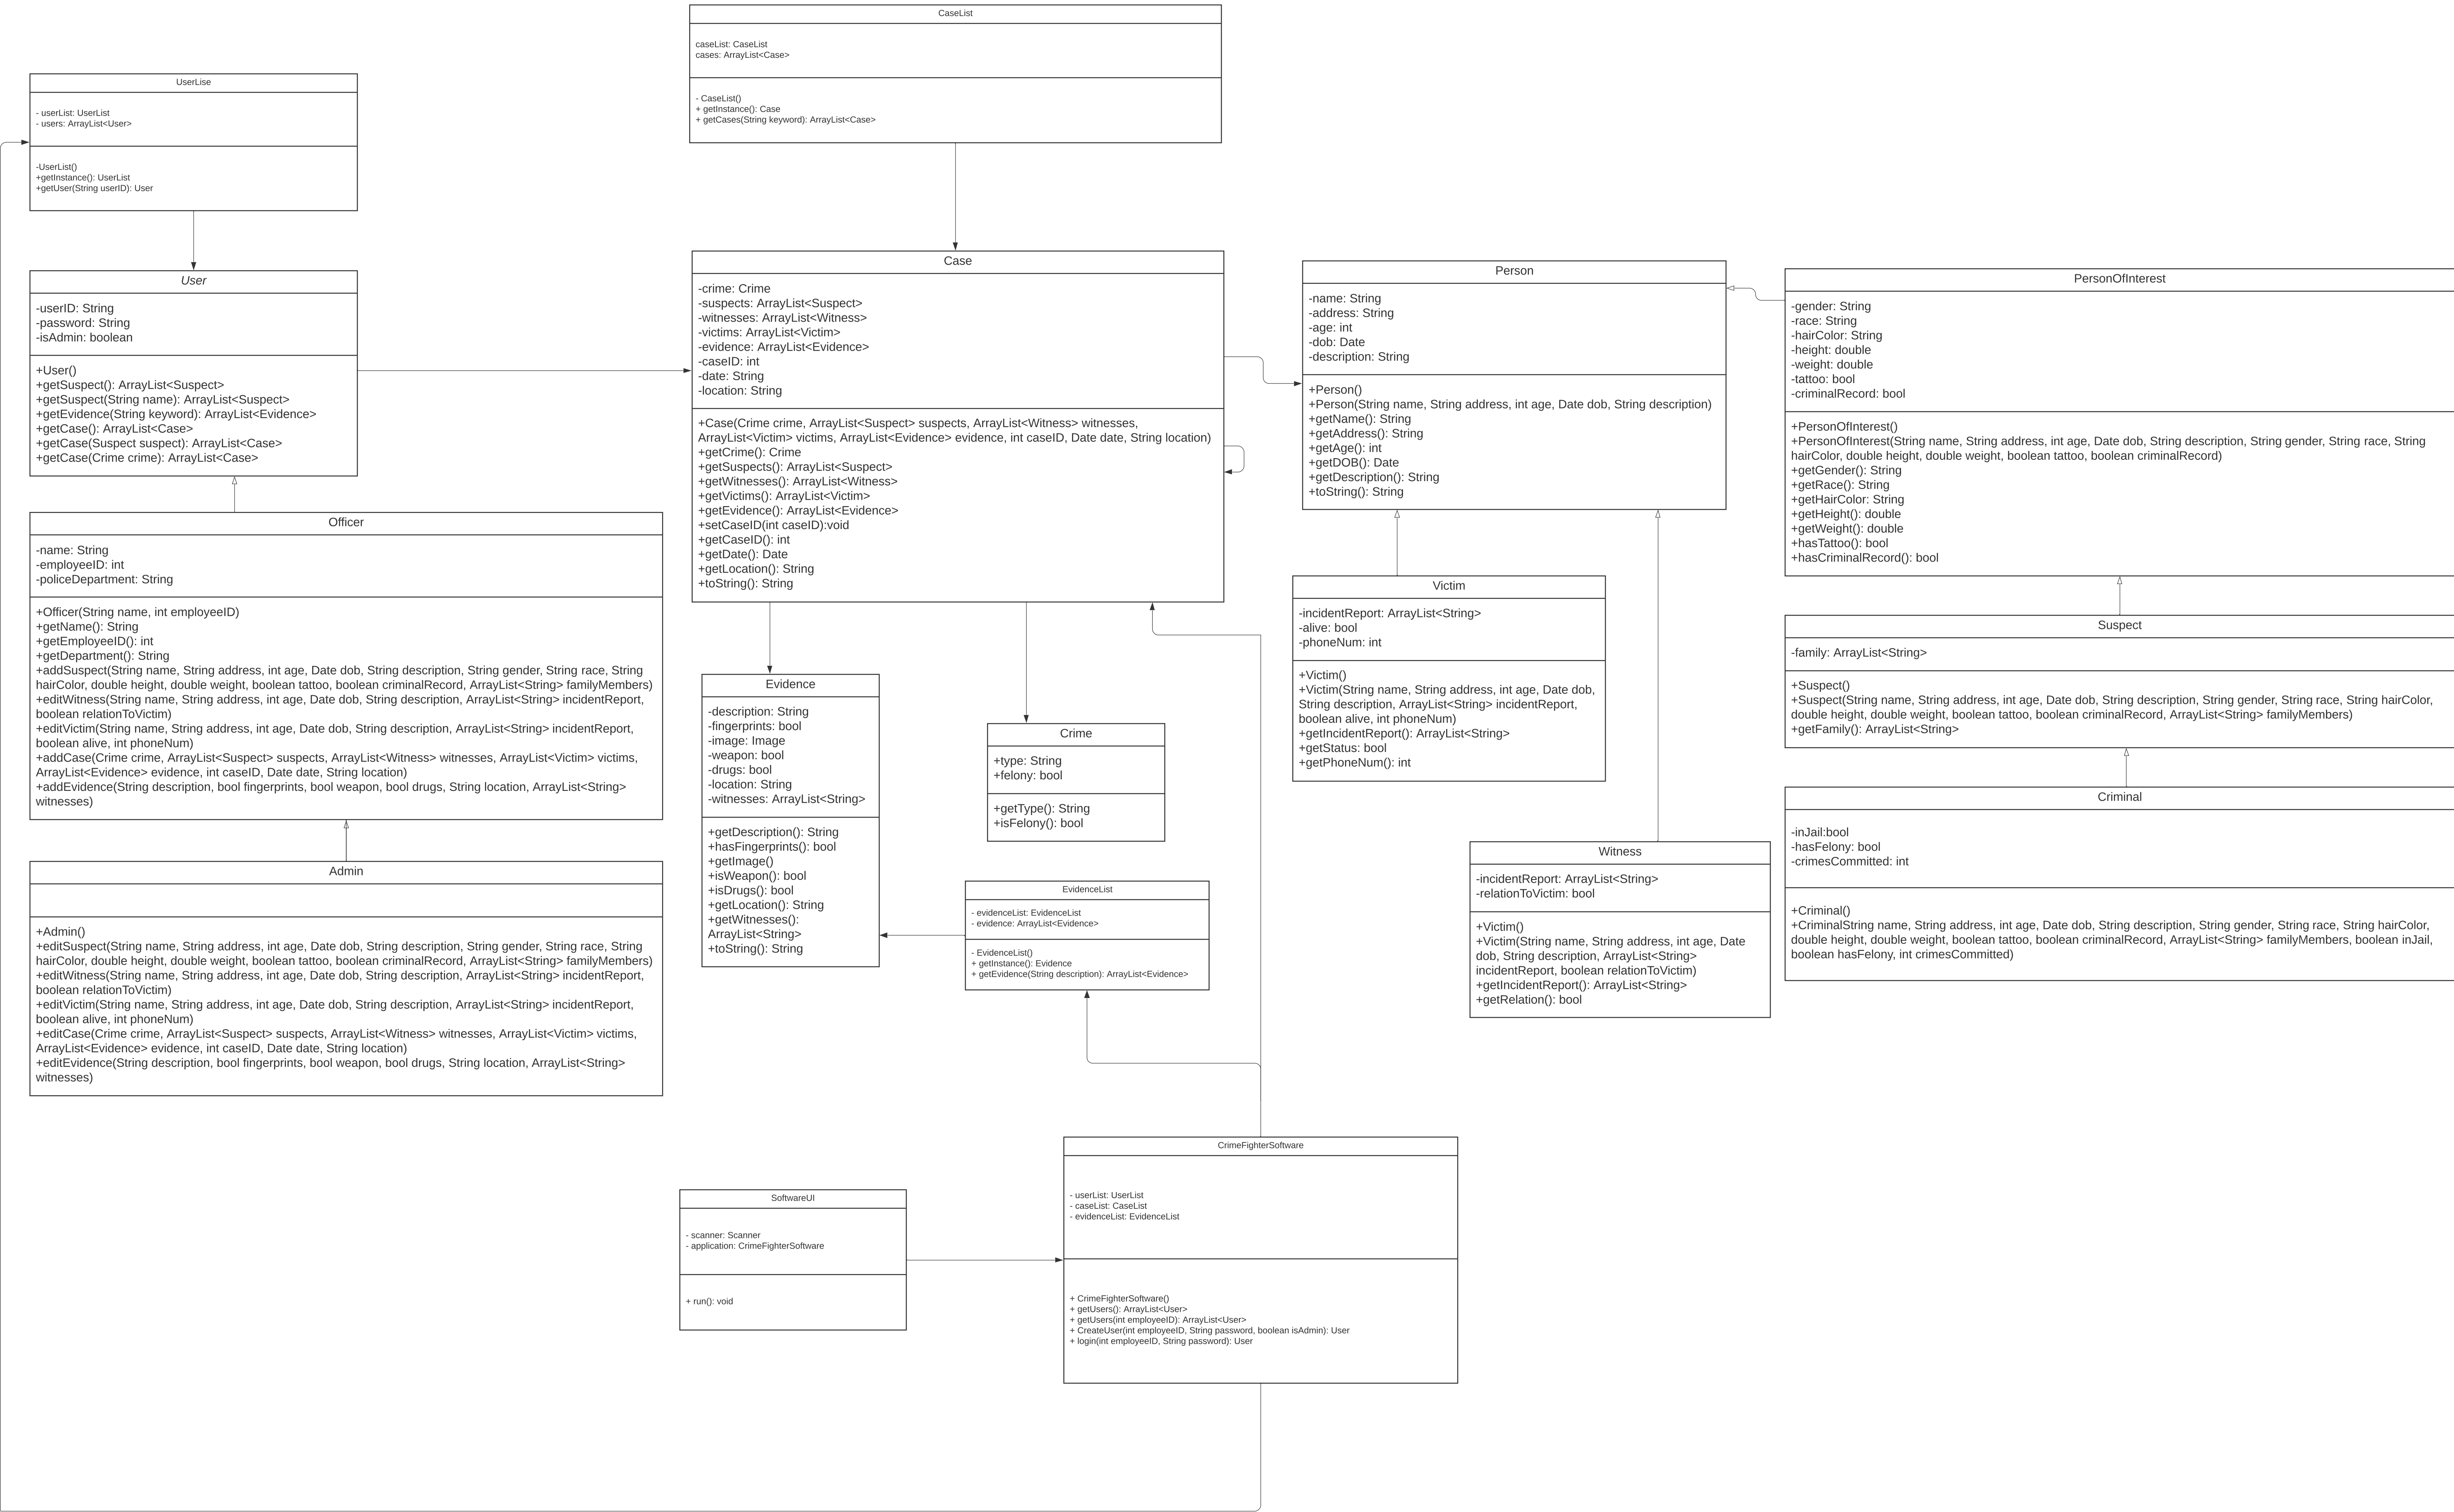 CaseList
caseList: CaseList
cases: ArrayList<Case>
- CaseList()
+ getInstance(): Case
+ getCases(String keyword): ArrayList<Case>
UserLise
- userList: UserList
- users: ArrayList<User>
-UserList()
+getInstance(): UserList
+getUser(String userID): User
User
-userID: String
-password: String
-isAdmin: boolean
+User()
+getSuspect(): ArrayList<Suspect>
+getSuspect(String name): ArrayList<Suspect>
+getEvidence(String keyword): ArrayList<Evidence>
+getCase(): ArrayList<Case>
+getCase(Suspect suspect): ArrayList<Case>
+getCase(Crime crime): ArrayList<Case>
Case
-crime: Crime
-suspects: ArrayList<Suspect>
-witnesses: ArrayList<Witness>
-victims: ArrayList<Victim>
-evidence: ArrayList<Evidence>
-caseID: int
-date: String
-location: String
+Case(Crime crime, ArrayList<Suspect> suspects, ArrayList<Witness> witnesses,
ArrayList<Victim> victims, ArrayList<Evidence> evidence, int caseID, Date date, String location)
+getCrime(): Crime
+getSuspects(): ArrayList<Suspect>
+getWitnesses(): ArrayList<Witness>
+getVictims(): ArrayList<Victim>
+getEvidence(): ArrayList<Evidence>
+setCaseID(int caseID):void
+getCaseID(): int
+getDate(): Date
+getLocation(): String
+toString(): String
Person
-name: String
-address: String
-age: int
-dob: Date
-description: String
+Person()
+Person(String name, String address, int age, Date dob, String description)
+getName(): String
+getAddress(): String
+getAge(): int
+getDOB(): Date
+getDescription(): String
+toString(): String
PersonOfInterest
-gender: String
-race: String
-hairColor: String
-height: double
-weight: double
-tattoo: bool
-criminalRecord: bool
+PersonOfInterest()
+PersonOfInterest(String name, String address, int age, Date dob, String description, String gender, String race, String
hairColor, double height, double weight, boolean tattoo, boolean criminalRecord)
+getGender(): String
+getRace(): String
+getHairColor: String
+getHeight(): double
+getWeight(): double
+hasTattoo(): bool
+hasCriminalRecord(): bool
Officer
-name: String
-employeeID: int
-policeDepartment: String
+Officer(String name, int employeeID)
+getName(): String
+getEmployeeID(): int
+getDepartment(): String
+addSuspect(String name, String address, int age, Date dob, String description, String gender, String race, String
hairColor, double height, double weight, boolean tattoo, boolean criminalRecord, ArrayList<String> familyMembers)
+editWitness(String name, String address, int age, Date dob, String description, ArrayList<String> incidentReport,
boolean relationToVictim)
+editVictim(String name, String address, int age, Date dob, String description, ArrayList<String> incidentReport,
boolean alive, int phoneNum)
+addCase(Crime crime, ArrayList<Suspect> suspects, ArrayList<Witness> witnesses, ArrayList<Victim> victims,
ArrayList<Evidence> evidence, int caseID, Date date, String location)
+addEvidence(String description, bool fingerprints, bool weapon, bool drugs, String location, ArrayList<String>
witnesses)
Victim
-incidentReport: ArrayList<String>
-alive: bool
-phoneNum: int
+Victim()
+Victim(String name, String address, int age, Date dob,
String description, ArrayList<String> incidentReport,
boolean alive, int phoneNum)
+getIncidentReport(): ArrayList<String>
+getStatus: bool
+getPhoneNum(): int
Suspect
-family: ArrayList<String>
+Suspect()
+Suspect(String name, String address, int age, Date dob, String description, String gender, String race, String hairColor,
double height, double weight, boolean tattoo, boolean criminalRecord, ArrayList<String> familyMembers)
+getFamily(): ArrayList<String>
Evidence
-description: String
-fingerprints: bool
-image: Image
-weapon: bool
-drugs: bool
-location: String
-witnesses: ArrayList<String>
+getDescription(): String
+hasFingerprints(): bool
+getImage()
+isWeapon(): bool
+isDrugs(): bool
+getLocation(): String
+getWitnesses():
ArrayList<String>
+toString(): String
Crime
+type: String
+felony: bool
+getType(): String
+isFelony(): bool
Criminal
-inJail:bool
-hasFelony: bool
-crimesCommitted: int
+Criminal()
+CriminalString name, String address, int age, Date dob, String description, String gender, String race, String hairColor,
double height, double weight, boolean tattoo, boolean criminalRecord, ArrayList<String> familyMembers, boolean inJail,
boolean hasFelony, int crimesCommitted)
Witness
-incidentReport: ArrayList<String>
-relationToVictim: bool
+Victim()
+Victim(String name, String address, int age, Date
dob, String description, ArrayList<String>
incidentReport, boolean relationToVictim)
+getIncidentReport(): ArrayList<String>
+getRelation(): bool
Admin
+Admin()
+editSuspect(String name, String address, int age, Date dob, String description, String gender, String race, String
hairColor, double height, double weight, boolean tattoo, boolean criminalRecord, ArrayList<String> familyMembers)
+editWitness(String name, String address, int age, Date dob, String description, ArrayList<String> incidentReport,
boolean relationToVictim)
+editVictim(String name, String address, int age, Date dob, String description, ArrayList<String> incidentReport,
boolean alive, int phoneNum)
+editCase(Crime crime, ArrayList<Suspect> suspects, ArrayList<Witness> witnesses, ArrayList<Victim> victims,
ArrayList<Evidence> evidence, int caseID, Date date, String location)
+editEvidence(String description, bool fingerprints, bool weapon, bool drugs, String location, ArrayList<String>
witnesses)
EvidenceList
- evidenceList: EvidenceList
- evidence: ArrayList<Evidence>
- EvidenceList()
+ getInstance(): Evidence
+ getEvidence(String description): ArrayList<Evidence>
CrimeFighterSoftware
- userList: UserList
- caseList: CaseList
- evidenceList: EvidenceList
+ CrimeFighterSoftware()
+ getUsers(): ArrayList<User>
+ getUsers(int employeeID): ArrayList<User>
+ CreateUser(int employeeID, String password, boolean isAdmin): User
+ login(int employeeID, String password): User
SoftwareUI
- scanner: Scanner
- application: CrimeFighterSoftware
+ run(): void